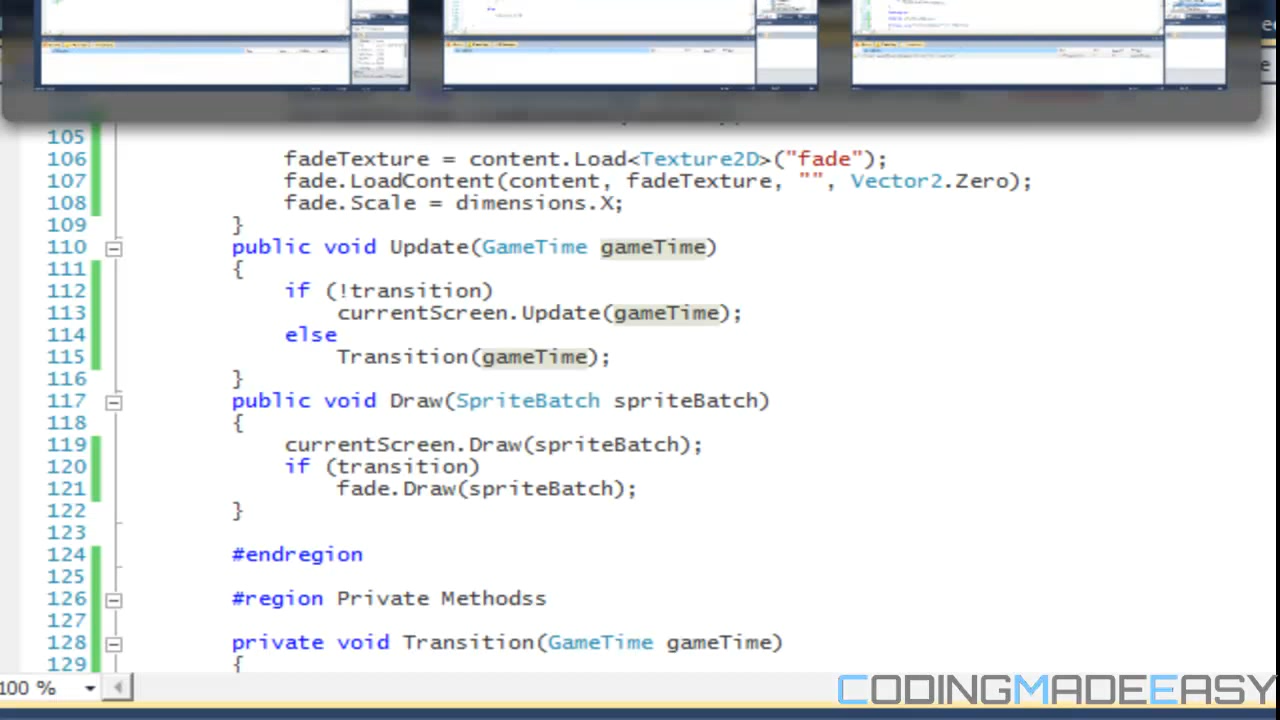 105
106 fadeTexture = content.Load<Texture2D>("fade");
107 fade.LoadContent(content, fadeTexture, "", Vector2.Zero);
108 fade.Scale = dimensions.X;
109 }
110 public void Update(GameTime gameTime)
111 {
112 if (!transition)
113 currentScreen.Update(gameTime);
114 else
115 Transition(gameTime);
116 }
117 public void Draw(SpriteBatch spriteBatch)
118 {
119 currentScreen.Draw(spriteBatch);
120 if (transition)
121 fade.Draw(spriteBatch);
122 }
123
124 #endregion
125
126 #region Private Methodss
127
128 private void Transition(GameTime gameTime)
129 {
100 %
CODINGMADEEASY